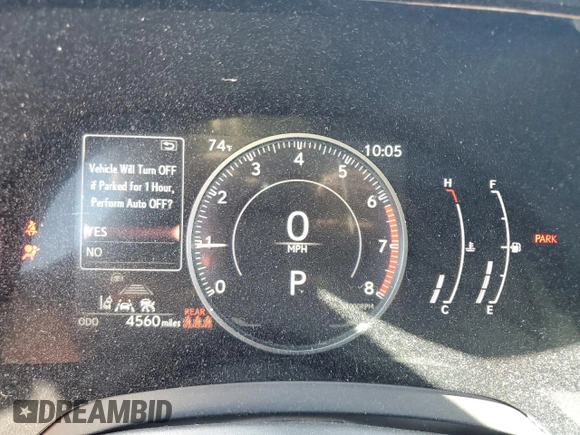 74°F
10:05
Vehicle Will Turn OFF
if Parked for 1 Hour,
Perform Auto OFF?
YES
NO
0
1
2
3
4
5
6
7
8
0
MPH
P
x1000RPM
H
C
F
E
PARK
ODO 4560 miles
REAR
DREAMBID